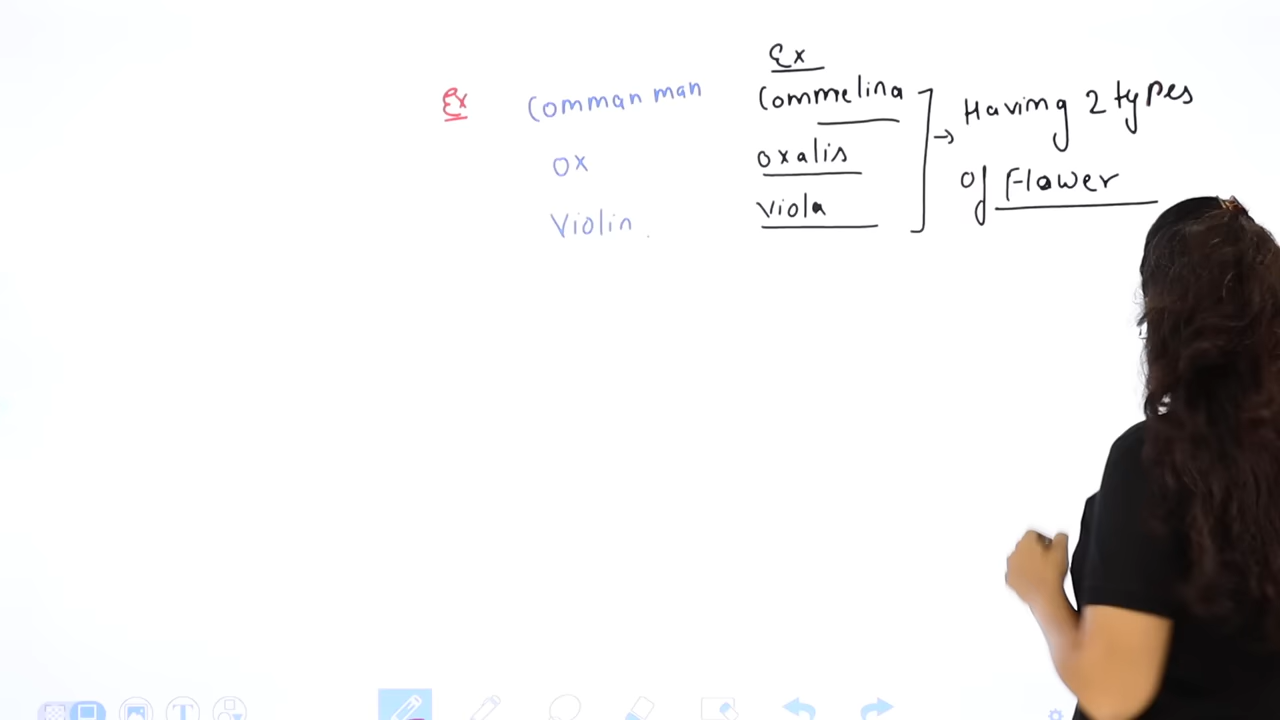 Ex
Ex Comman man Commelina
Having 2 types
ox oxalis
of Flower
Violin viola